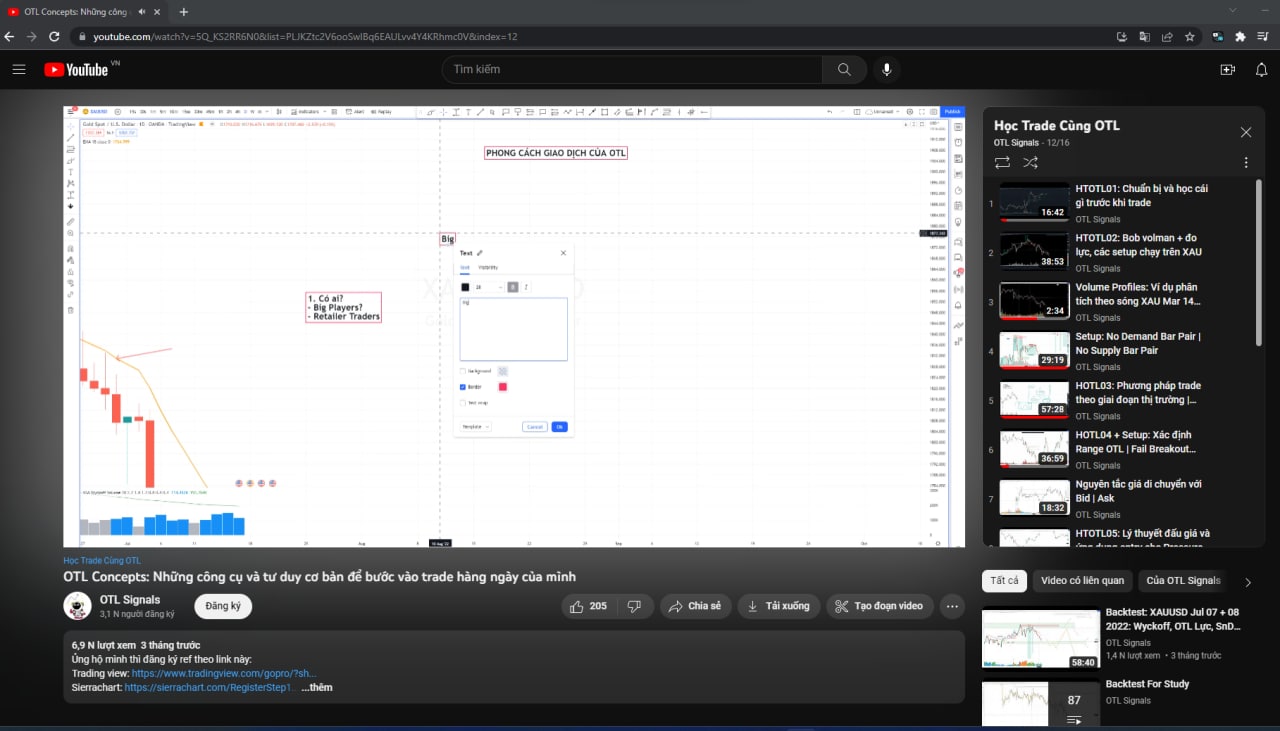 OTL Concepts: Những công
youtube.com/watch?v=5Q_KS2RR6N0&list=PLJKZtc2V6ooSwlBq6EAULvv4Y4KRhmc0V&index=12
YouTube VN
Tìm kiếm
Publish
PHONG CÁCH GIAO DỊCH CỦA OTL
Big
Text
Text Visibility
28
Big
1. Có ai?
- Big Players?
- Retailer Traders
Background
Border
Text wrap
Template
Cancel
Ok
Học Trade Cùng OTL
OTL Signals - 12/16
1
16:42
HTOTL01: Chuẩn bị và học cái
gì trước khi trade
OTL Signals
2
38:53
HTOTL02: Bob volman + đo
lực, các setup chạy trên XAU
OTL Signals
3
2:34
Volume Profiles: Ví dụ phân
tích theo sóng XAU Mar 14...
OTL Signals
4
29:19
Setup: No Demand Bar Pair |
No Supply Bar Pair
OTL Signals
5
57:28
HOTL03: Phương pháp trade
theo giai đoạn thị trường |...
OTL Signals
6
36:59
HOTL04 + Setup: Xác định
Range OTL | Fail Breakout...
OTL Signals
7
18:32
Nguyên tắc giá di chuyển với
Bid | Ask
OTL Signals
HOTL05: Lý thuyết đấu giá và
Học Trade Cùng OTL
OTL Concepts: Những công cụ và tư duy cơ bản để bước vào trade hàng ngày của mình
OTL Signals
3,1 N người đăng ký
Đăng ký
205
Chia sẻ
Tải xuống
Tạo đoạn video
6,9 N lượt xem 3 tháng trước
Ủng hộ mình thì đăng ký ref theo link này:
Trading view: https://www.tradingview.com/gopro/?sh...
Sierrachart: https://sierrachart.com/RegisterStep1... ...thêm
Tất cả
Video có liên quan
Của OTL Signals
58:40
Backtest: XAUUSD Jul 07 + 08
2022: Wyckoff, OTL Lực, SnD...
OTL Signals
1,4 N lượt xem • 3 tháng trước
87
Backtest For Study
OTL Signals